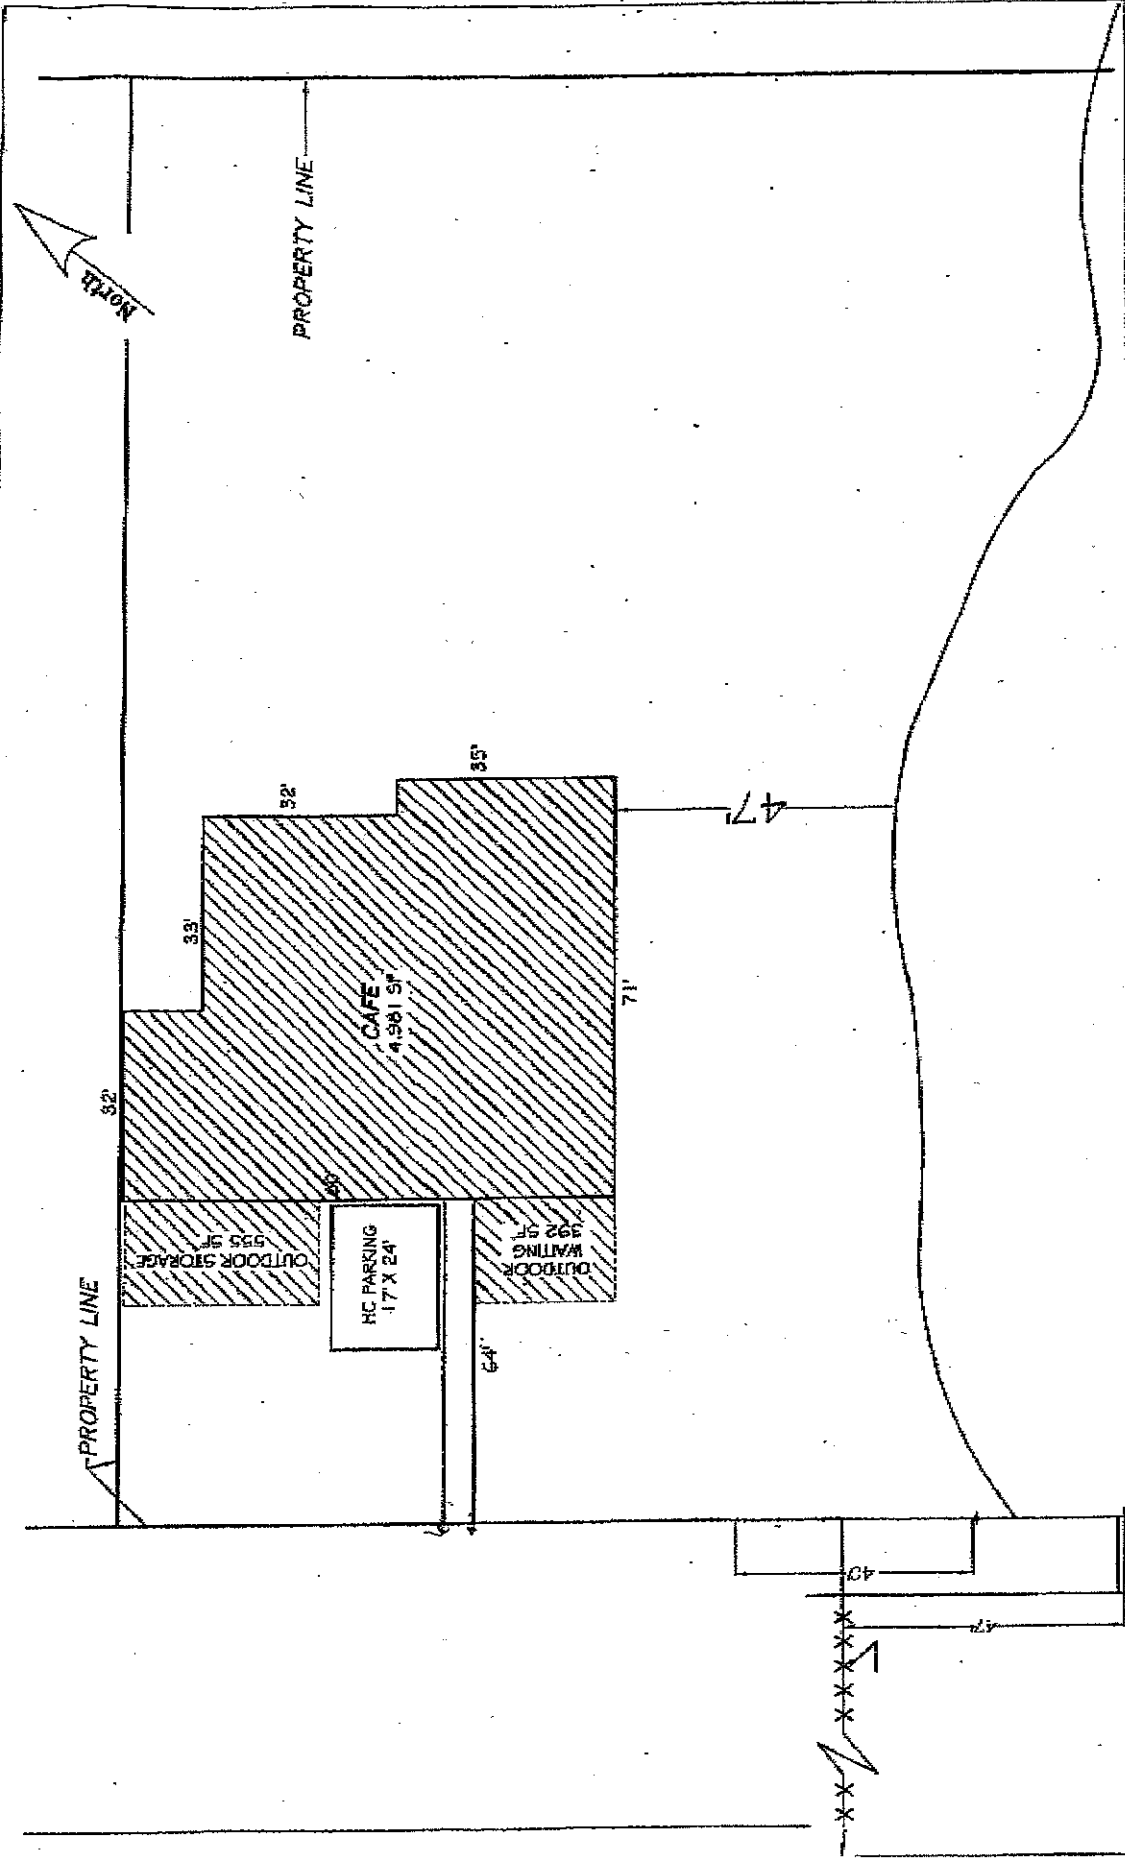 North
PROPERTY LINE
35'
32'
47'
33'
CAFE
4,981 SF
71'
32'
OUTDOOR STORAGE
555 SF
HC PARKING
17' X 24'
OUTDOOR
WAITING
392 SF
PROPERTY LINE
64'
40'
47'